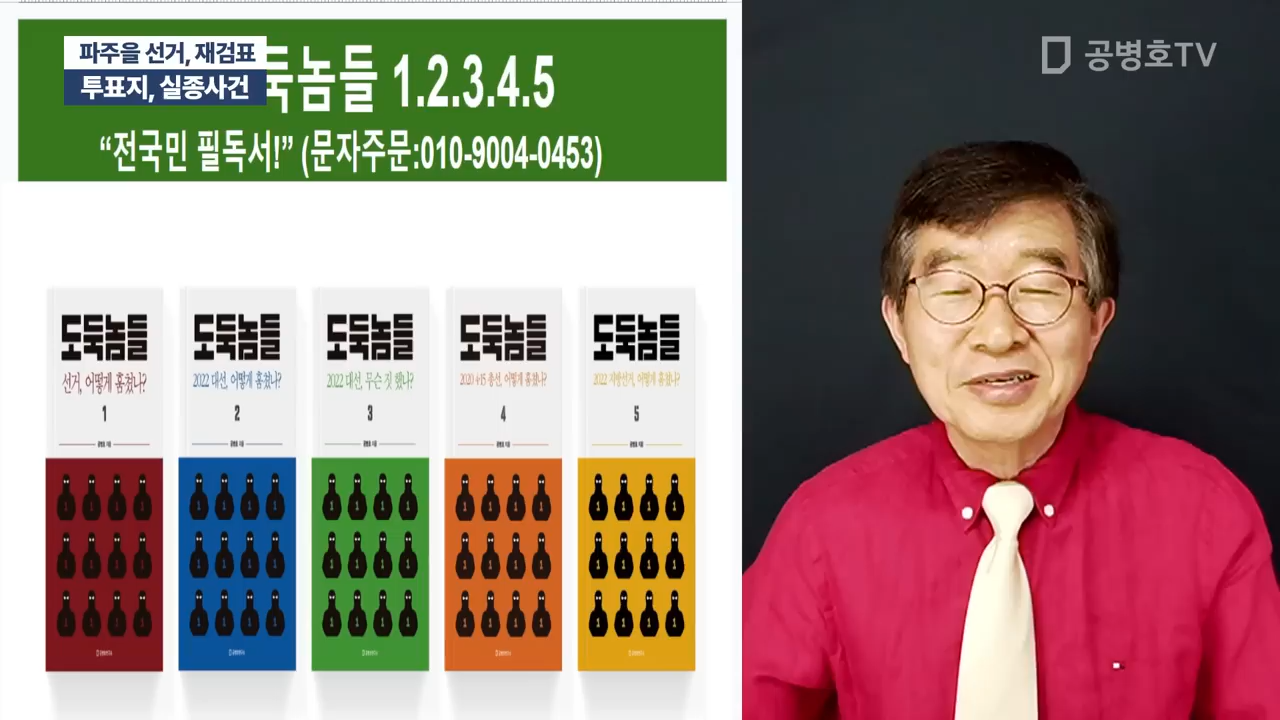 파주을 선거, 재검표
투표지, 실종사건
둑놈들 1.2.3.4.5
“전국민 필독서!” (문자주문:010-9004-0453)
공병호TV
도둑놈들
선거, 어떻게 훔쳤나?
1
도둑놈들
2022 대선, 어떻게 훔쳤나?
2
도둑놈들
2022 대선, 무슨 짓 했나?
3
도둑놈들
2020 4·15 총선, 어떻게 훔쳤나?
4
도둑놈들
2022 지방선거, 어떻게 훔쳤나?
5